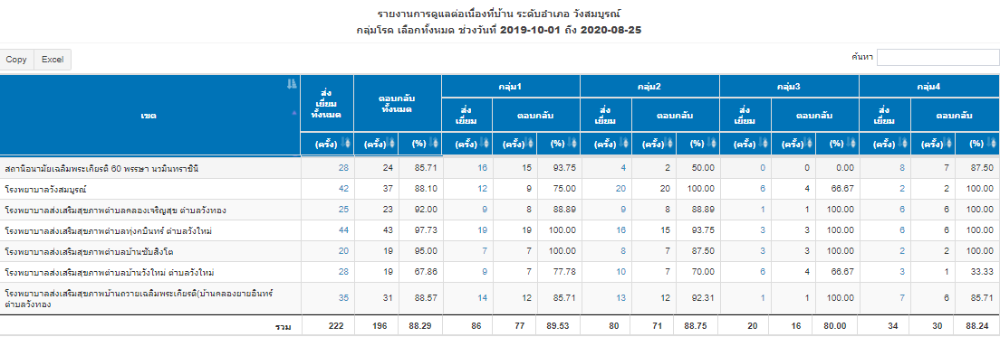 รายงานการดูแลต่อเนื่องที่บ้าน ระดับอำเภอ วังสมบูรณ์
กลุ่มโรค เลือกทั้งหมด ช่วงวันที่ 2019-10-01 ถึง 2020-08-25
Copy Excel ค้นหา
เขต ส่งเยี่ยมทั้งหมด ตอบกลับทั้งหมด กลุ่ม1 กลุ่ม2 กลุ่ม3 กลุ่ม4
ส่งเยี่ยม ตอบกลับ ส่งเยี่ยม ตอบกลับ ส่งเยี่ยม ตอบกลับ ส่งเยี่ยม ตอบกลับ
(ครั้ง) (ครั้ง) (%) (ครั้ง) (ครั้ง) (%) (ครั้ง) (ครั้ง) (%) (ครั้ง) (ครั้ง) (%) (ครั้ง) (ครั้ง) (%)
สถานีอนามัยเฉลิมพระเกียรติ 60 พรรษา นวมินทราชินี 28 24 85.71 16 15 93.75 4 2 50.00 0 0 0.00 8 7 87.50
โรงพยาบาลวังสมบูรณ์ 42 37 88.10 12 9 75.00 20 20 100.00 6 4 66.67 2 2 100.00
โรงพยาบาลส่งเสริมสุขภาพตำบลคลองเจริญสุข ตำบลวังทอง 25 23 92.00 9 8 88.89 9 8 88.89 1 1 100.00 6 6 100.00
โรงพยาบาลส่งเสริมสุขภาพตำบลทุ่งกบินทร์ ตำบลวังใหม่ 44 43 97.73 19 19 100.00 16 15 93.75 3 3 100.00 6 6 100.00
โรงพยาบาลส่งเสริมสุขภาพตำบลบ้านซับสิงโต 20 19 95.00 7 7 100.00 8 7 87.50 3 3 100.00 2 2 100.00
โรงพยาบาลส่งเสริมสุขภาพตำบลบ้านวังใหม่ ตำบลวังใหม่ 28 19 67.86 9 7 77.78 10 7 70.00 6 4 66.67 3 1 33.33
โรงพยาบาลส่งเสริมสุขภาพบ้านถวายเฉลิมพระเกียรติ(บ้านคลองยายอินทร์ 35 31 88.57 14 12 85.71 13 12 92.31 1 1 100.00 7 6 85.71
ตำบลวังทอง
รวม 222 196 88.29 86 77 89.53 80 71 88.75 20 16 80.00 34 30 88.24